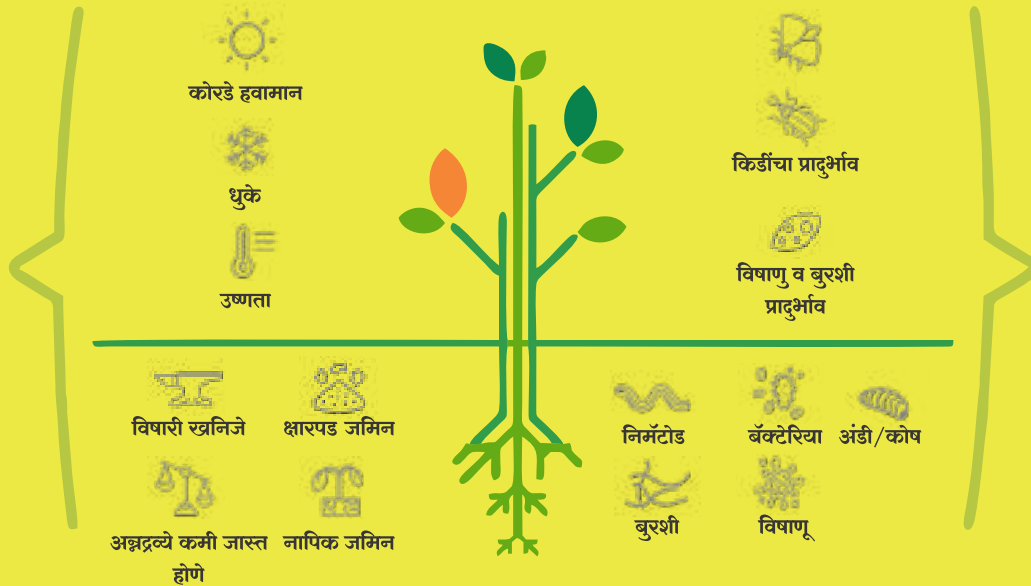 कोरडे हवामान
धुके
उष्णता
किडींचा प्रादुर्भाव
विषाणु व बुरशी
प्रादुर्भाव
विषारी खनिजे
क्षारपड जमिन
अन्नद्रव्ये कमी जास्त
होणे
नापिक जमिन
निमॅटोड
बॅक्टेरिया
अंडी/कोष
बुरशी
विषाणू